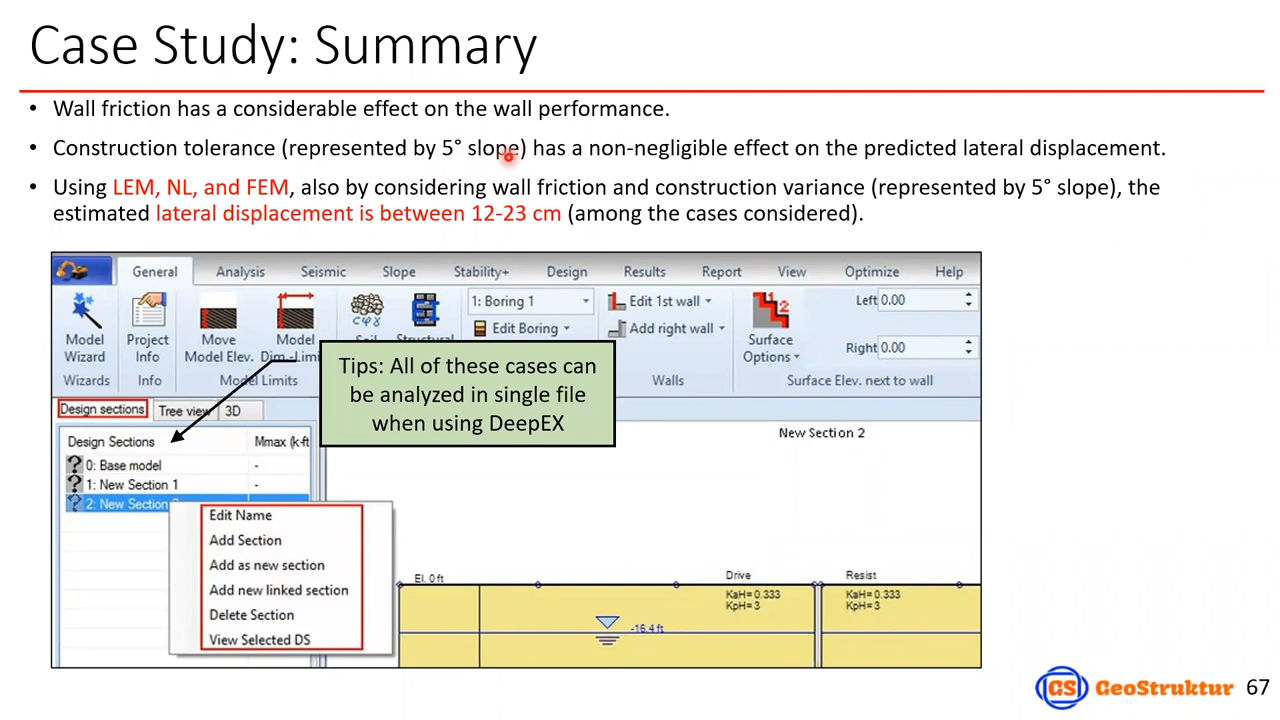 Case Study: Summary
• Wall friction has a considerable effect on the wall performance.
• Construction tolerance (represented by 5° slope) has a non-negligible effect on the predicted lateral displacement.
• Using LEM, NL, and FEM, also by considering wall friction and construction variance (represented by 5° slope), the
estimated lateral displacement is between 12-23 cm (among the cases considered).
General Analysis Seismic Slope Stability+ Design Results Report View Optimize Help
Model
Wizard
Wizards
Project
Info
Info
Move
Model Elev.
Model
Model Limits
cφγ
1: Boring 1
Edit Boring
Edit 1st wall
Add right wall
Walls
Surface
Options
Left 0.00
Right 0.00
Surface Elev. next to wall
Tips: All of these cases can
be analyzed in single file
when using DeepEX
Design sections Tree view 3D
Design Sections Mmax (k-ft
0: Base model -
1: New Section 1 -
2: New Section
Edit Name
Add Section
Add as new section
Add new linked section
Delete Section
View Selected DS
New Section 2
El. 0 ft
Drive
KaH= 0.333
KpH= 3
Resist
KaH= 0.333
KpH= 3
-16.4 ft
GS GeoStruktur 67